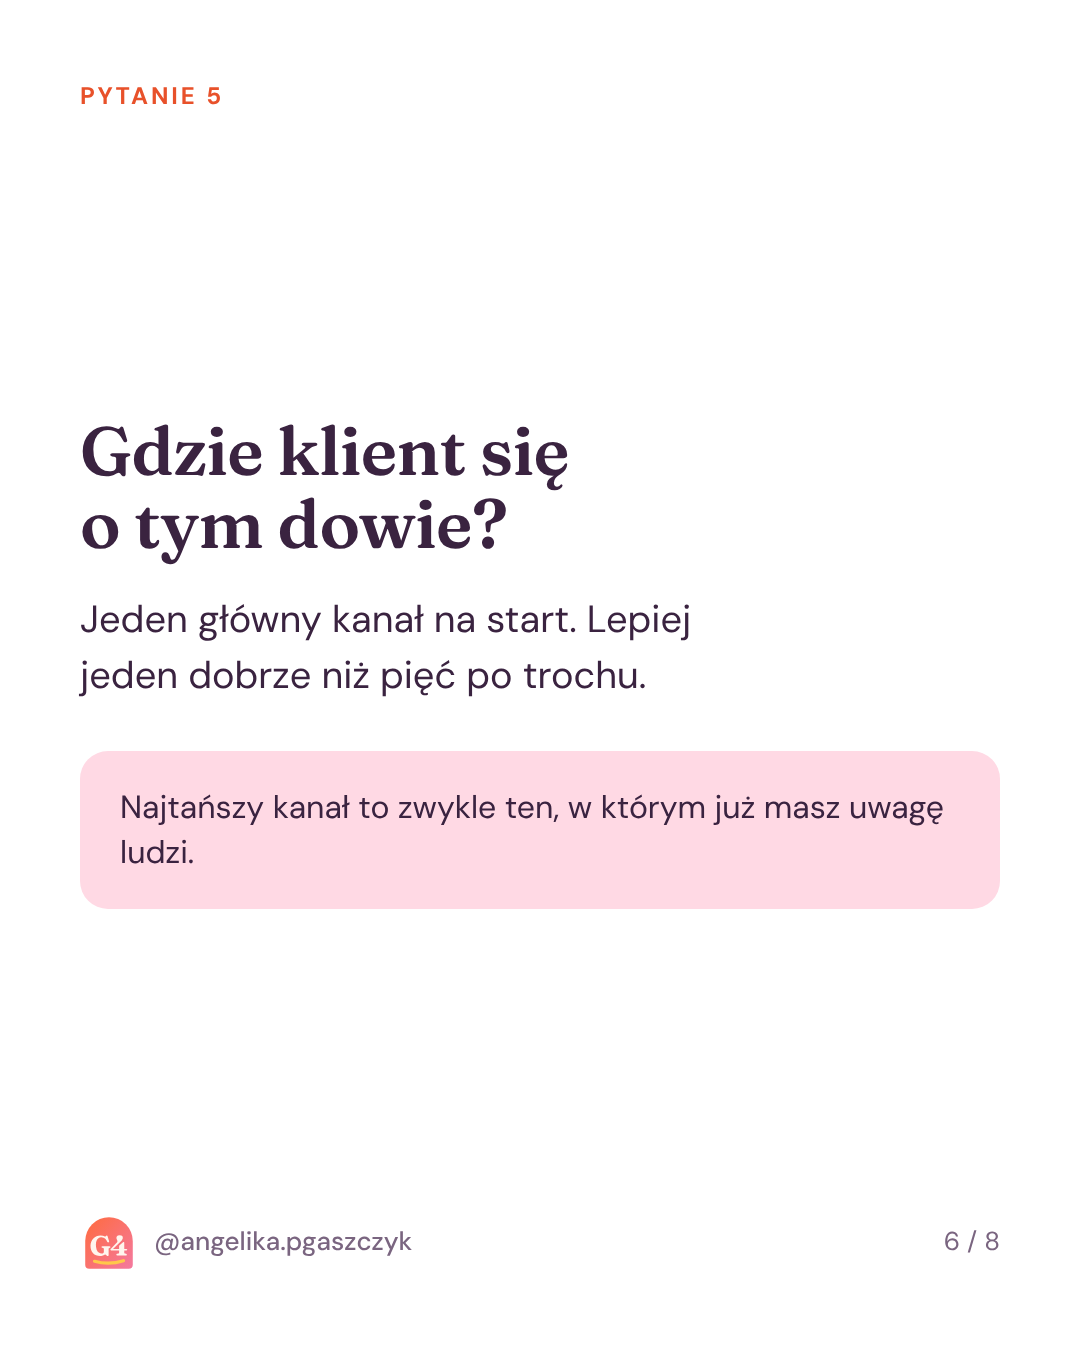 PYTANIE 5
Gdzie klient się
o tym dowie?
Jeden główny kanał na start. Lepiej
jeden dobrze niż pięć po trochu.
Najtańszy kanał to zwykle ten, w którym już masz uwagę
ludzi.
G4
@angelika.pgaszczyk
6 / 8